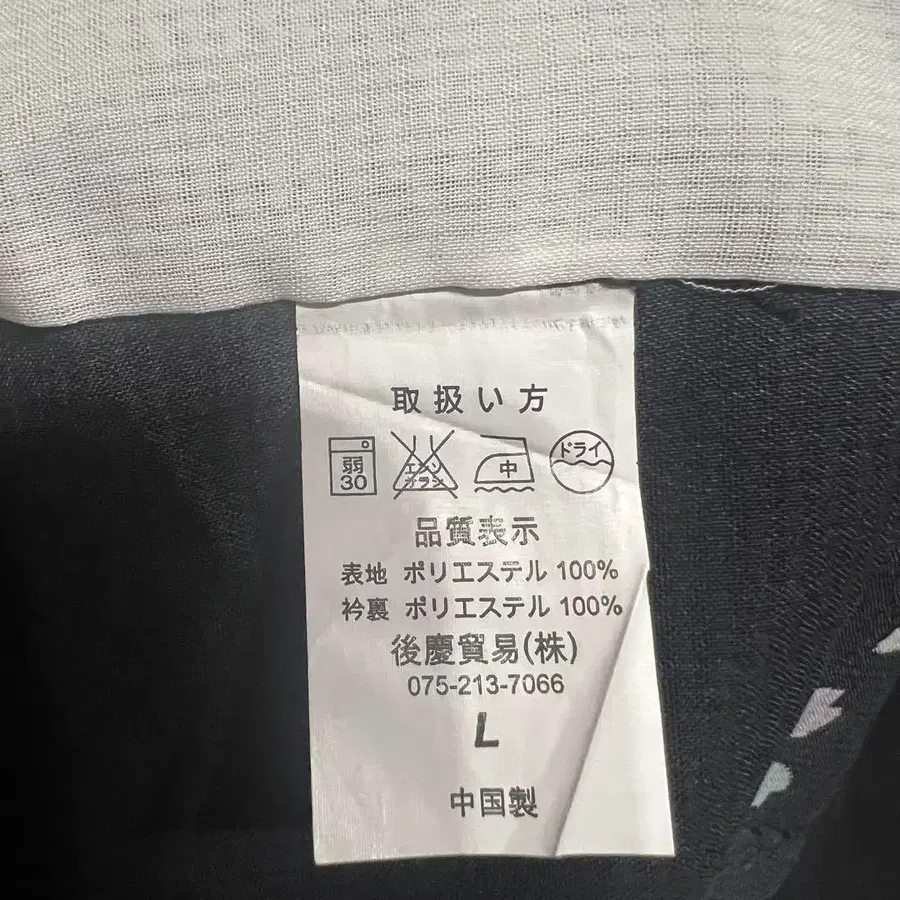 取扱い方
弱 30 エンソ サラシ 中 ドライ
品質表示
表地 ポリエステル 100%
衿裏 ポリエステル 100%
後慶貿易(株)
075-213-7066
L
中国製